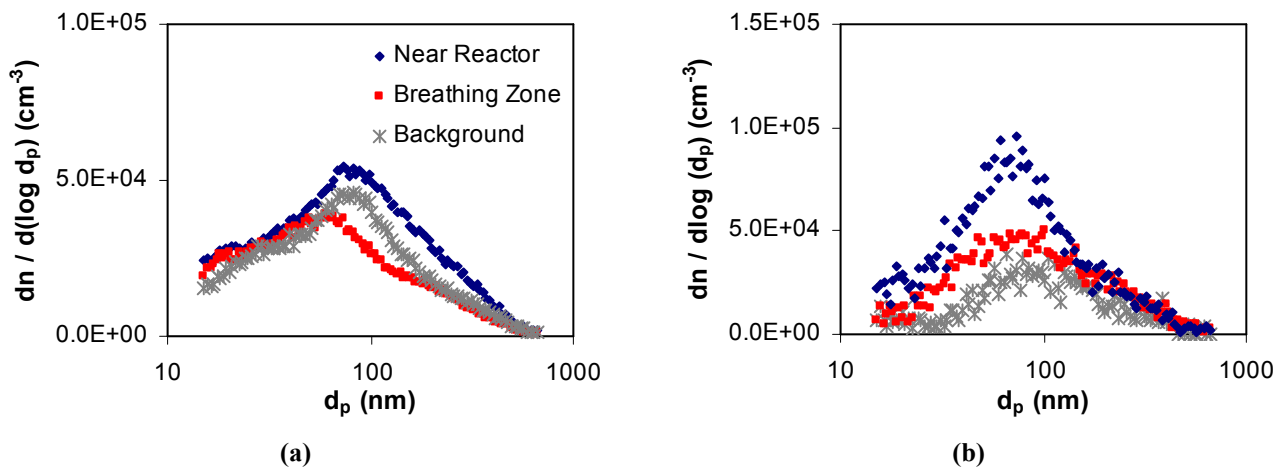 1.0E+05
5.0E+04
0.0E+00
dn / d(log dp) (cm-3)
Near Reactor
Breathing Zone
Background
10
100
1000
dp (nm)
(a)
1.5E+05
1.0E+05
5.0E+04
0.0E+00
dn / dlog (dp) (cm-3)
10
100
1000
dp (nm)
(b)